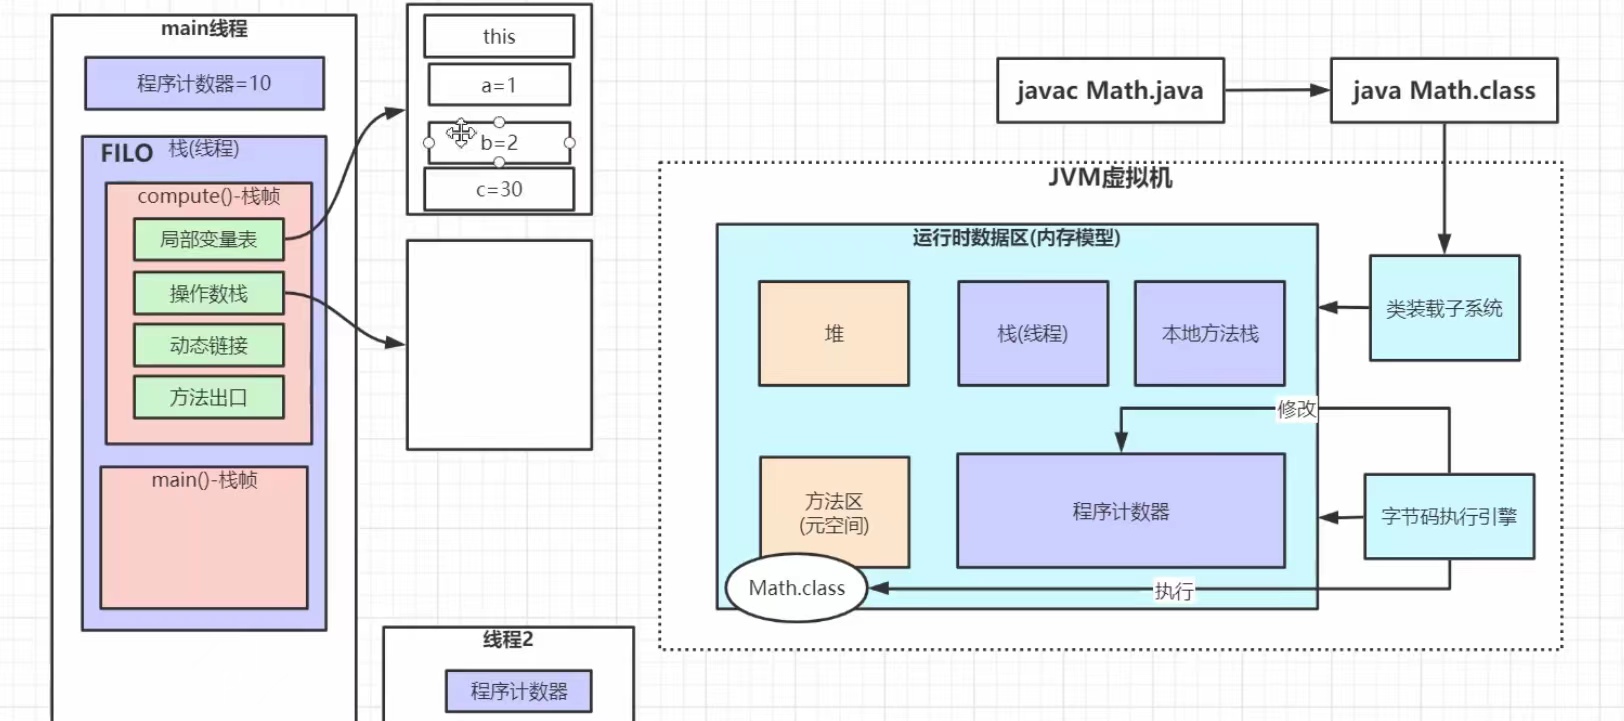 main线程
程序计数器=10
FILO
栈(线程)
compute()-栈帧
局部变量表
操作数栈
动态链接
方法出口
main()-栈帧
this
a=1
b=2
c=30
线程2
程序计数器
javac Math.java
java Math.class
JVM虚拟机
运行时数据区(内存模型)
堆
栈(线程)
本地方法栈
类装载子系统
修改
方法区
(元空间)
程序计数器
字节码执行引擎
Math.class
执行